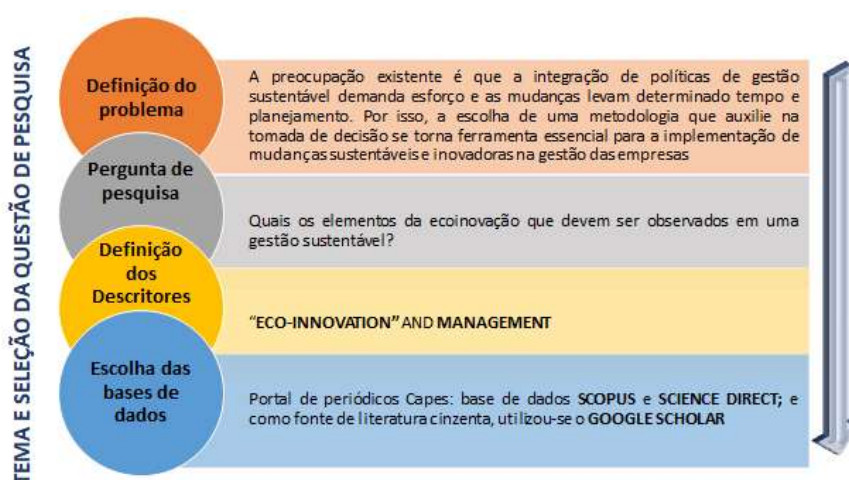 TEMA E SELEÇÃO DA QUESTÃO DE PESQUISA
Definição do
problema
A preocupação existente é que a integração de políticas de gestão
sustentável demanda esforço e as mudanças levam determinado tempo e
planejamento. Por isso, a escolha de uma metodologia que auxilie na
tomada de decisão se torna ferramenta essencial para a implementação de
mudanças sustentáveis e inovadoras na gestão das empresas
Pergunta de
pesquisa
Quais os elementos da ecoinovação que devem ser observados em uma
gestão sustentável?
Definição
dos
Descritores
“ECO-INNOVATION” AND MANAGEMENT
Escolha das
bases de
dados
Portal de periódicos Capes: base de dados SCOPUS e SCIENCE DIRECT; e
como fonte de literatura cinzenta, utilizou-se o GOOGLE SCHOLAR